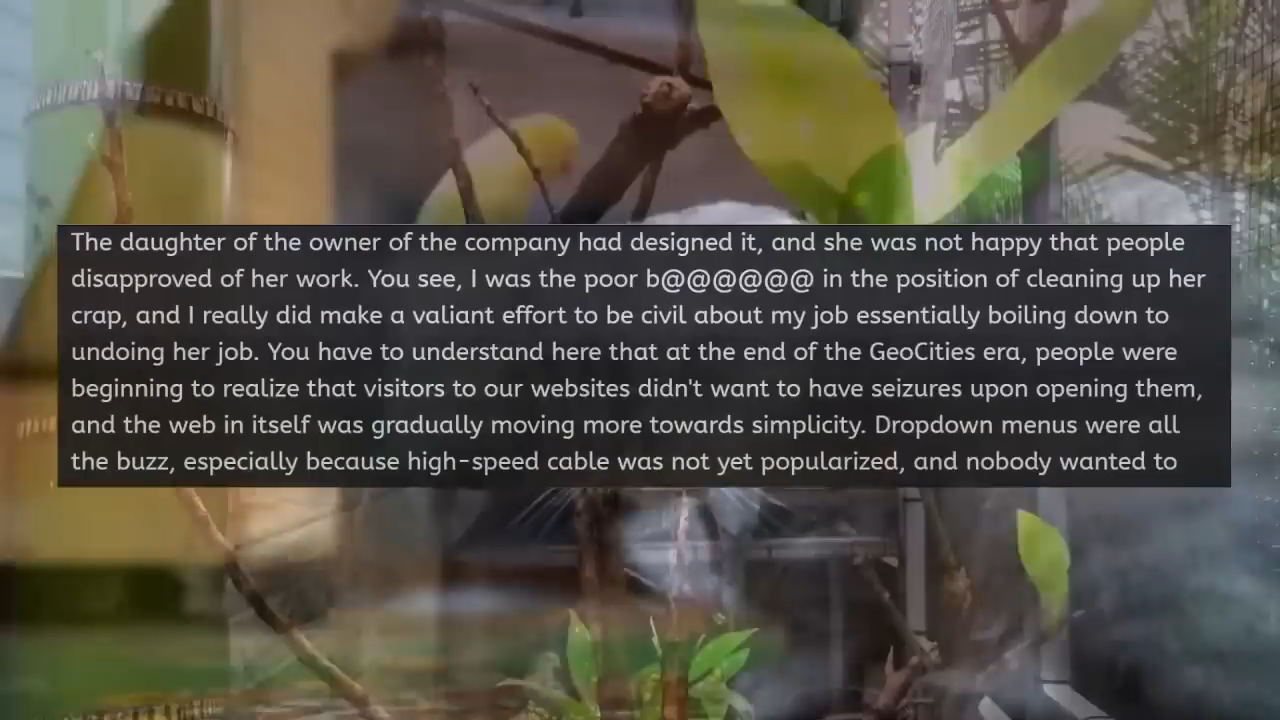 The daughter of the owner of the company had designed it, and she was not happy that people
disapproved of her work. You see, I was the poor b@@@@@@ in the position of cleaning up her
crap, and I really did make a valiant effort to be civil about my job essentially boiling down to
undoing her job. You have to understand here that at the end of the GeoCities era, people were
beginning to realize that visitors to our websites didn't want to have seizures upon opening them,
and the web in itself was gradually moving more towards simplicity. Dropdown menus were all
the buzz, especially because high-speed cable was not yet popularized, and nobody wanted to